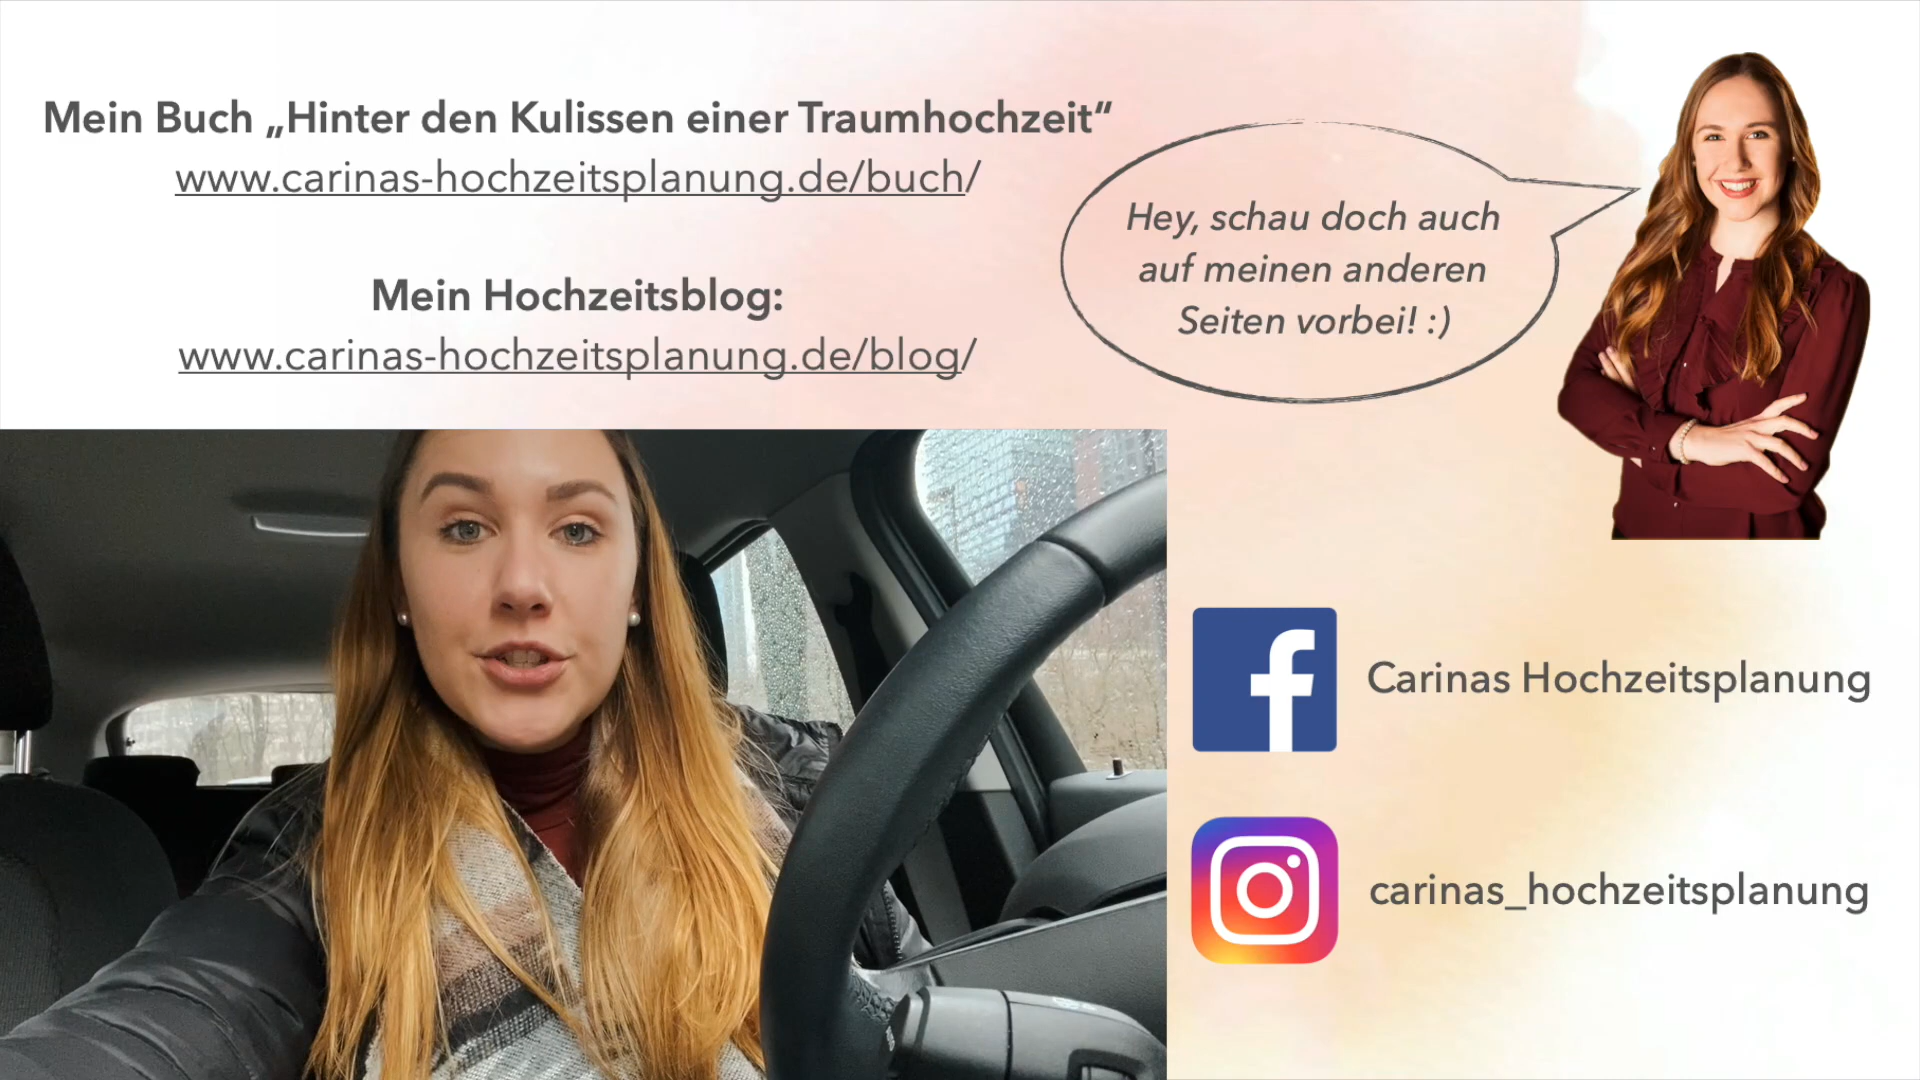 Mein Buch „Hinter den Kulissen einer Traumhochzeit“
www.carinas-hochzeitsplanung.de/buch/
Mein Hochzeitsblog:
www.carinas-hochzeitsplanung.de/blog/
Hey, schau doch auch
auf meinen anderen
Seiten vorbei! :)
Carinas Hochzeitsplanung
carinas_hochzeitsplanung